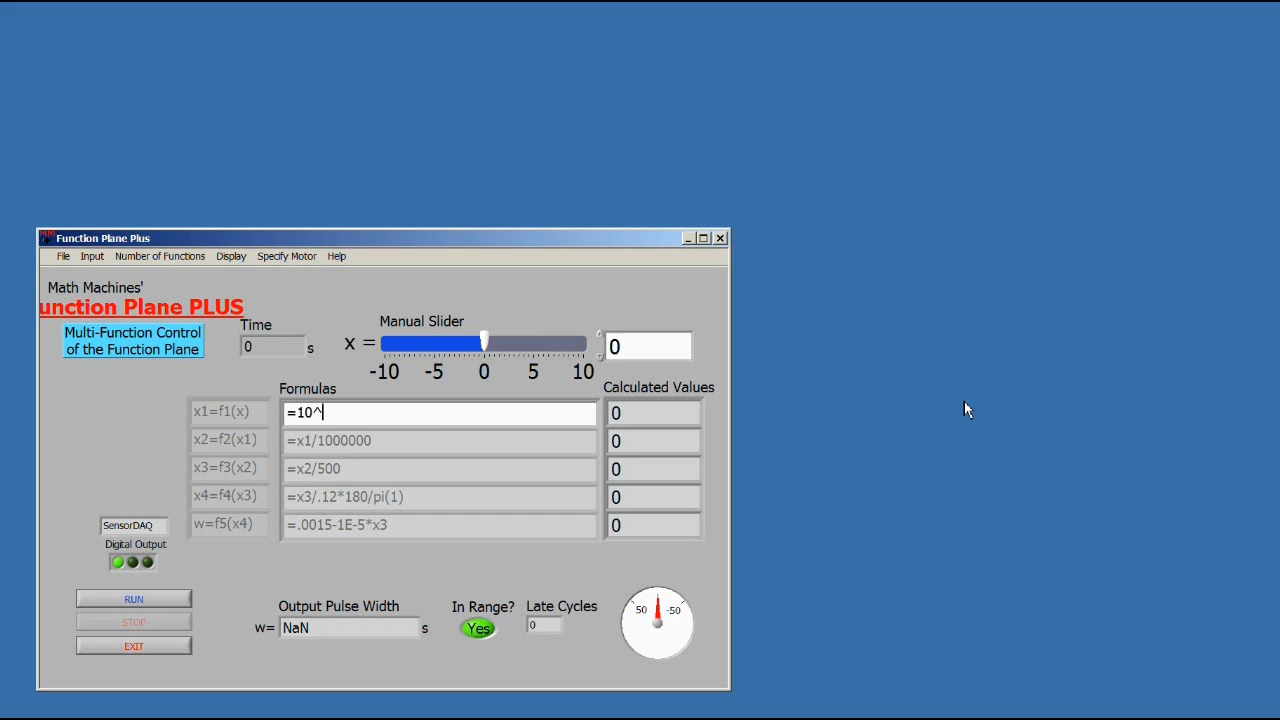 MM
Function Plane Plus
File Input Number of Functions Display Specify Motor Help
Math Machines'
unction Plane PLUS
Multi-Function Control
of the Function Plane
Time
0 s
Manual Slider
x =
-10 -5 0 5 10
0
Formulas
Calculated Values
x1=f1(x) =10^ 0
x2=f2(x1) =x1/1000000 0
x3=f3(x2) =x2/500 0
x4=f4(x3) =x3/.12*180/pi(1) 0
w=f5(x4) =.0015-1E-5*x3 0
SensorDAQ
Digital Output
RUN
STOP
EXIT
Output Pulse Width
w= NaN s
In Range?
Yes
Late Cycles
0
50 -50